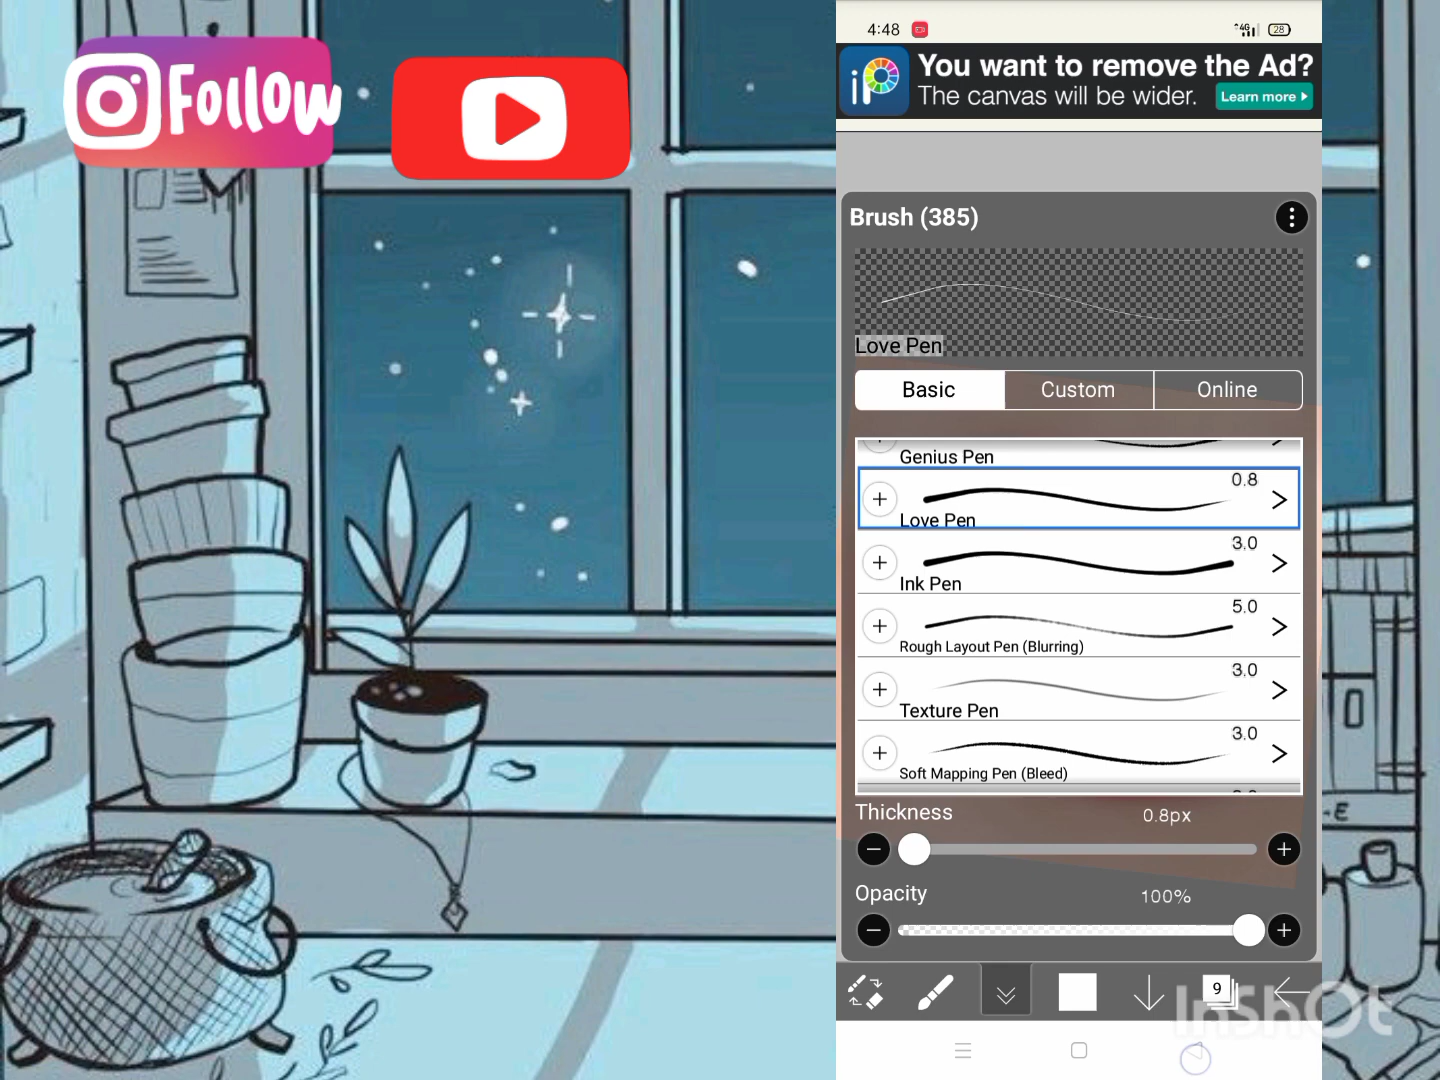 Follow
4:48
4G
28
iP
You want to remove the Ad?
The canvas will be wider.
Learn more
Brush (385)
Love Pen
Basic
Custom
Online
Genius Pen
0.8
Love Pen
3.0
Ink Pen
5.0
Rough Layout Pen (Blurring)
3.0
Texture Pen
3.0
Soft Mapping Pen (Bleed)
Thickness
0.8px
Opacity
100%
9
InShOt